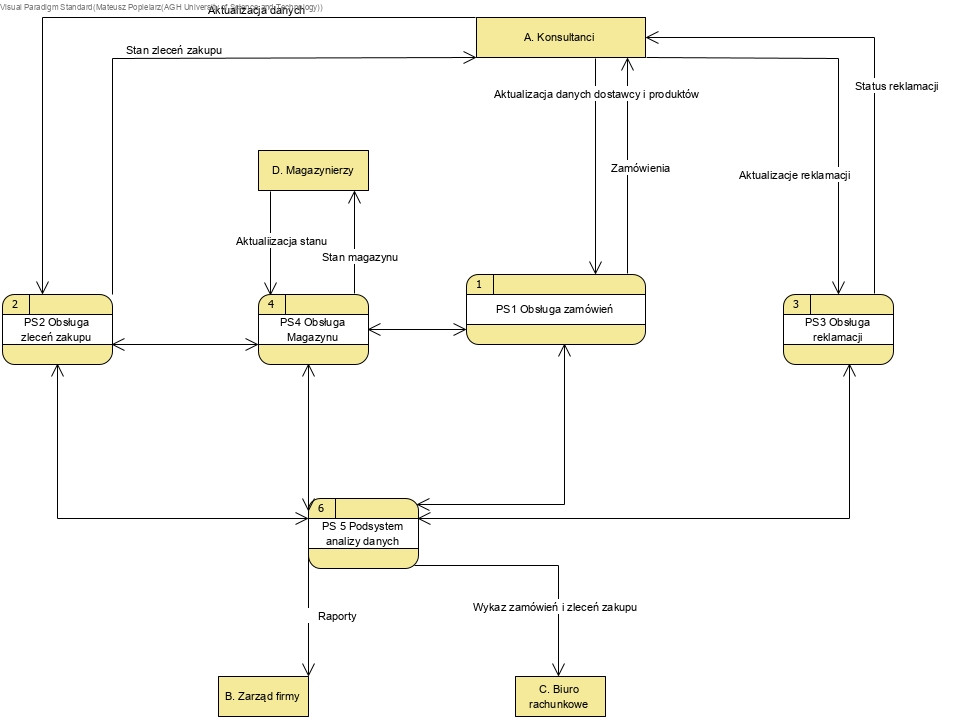 Visual Paradigm Standard(Mateusz Popielarz(AGH University of Science and Technology))
Aktualizacja danych
A. Konsultanci
Stan zleceń zakupu
Status reklamacji
Aktualizacja danych dostawcy i produktów
D. Magazynierzy
Zamówienia
Aktualizacje reklamacji
Aktualiizacja stanu
Stan magazynu
1
PS1 Obsługa zamówień
2
PS2 Obsługa
zleceń zakupu
4
PS4 Obsługa
Magazynu
3
PS3 Obsługa
reklamacji
6
PS 5 Podsystem
analizy danych
Raporty
Wykaz zamówień i zleceń zakupu
B. Zarząd firmy
C. Biuro
rachunkowe